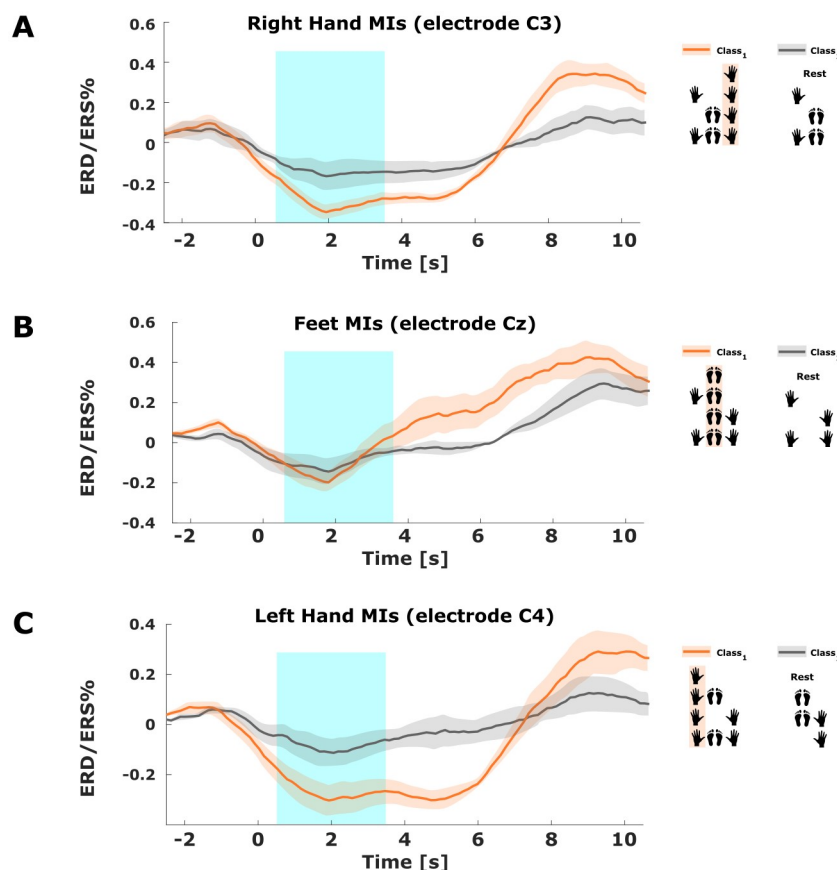 A
Right Hand MIs (electrode C3)
Class1
Class
Rest
ERD/ERS%
0.6
0.4
0.2
0
-0.2
-0.4
-2 0 2 4 6 8 10
Time [s]
B
Feet MIs (electrode Cz)
Class1
Class
Rest
ERD/ERS%
0.6
0.4
0.2
0
-0.2
-0.4
-2 0 2 4 6 8 10
Time [s]
C
Left Hand MIs (electrode C4)
Class1
Class
Rest
ERD/ERS%
0.4
0.2
0
-0.2
-2 0 2 4 6 8 10
Time [s]